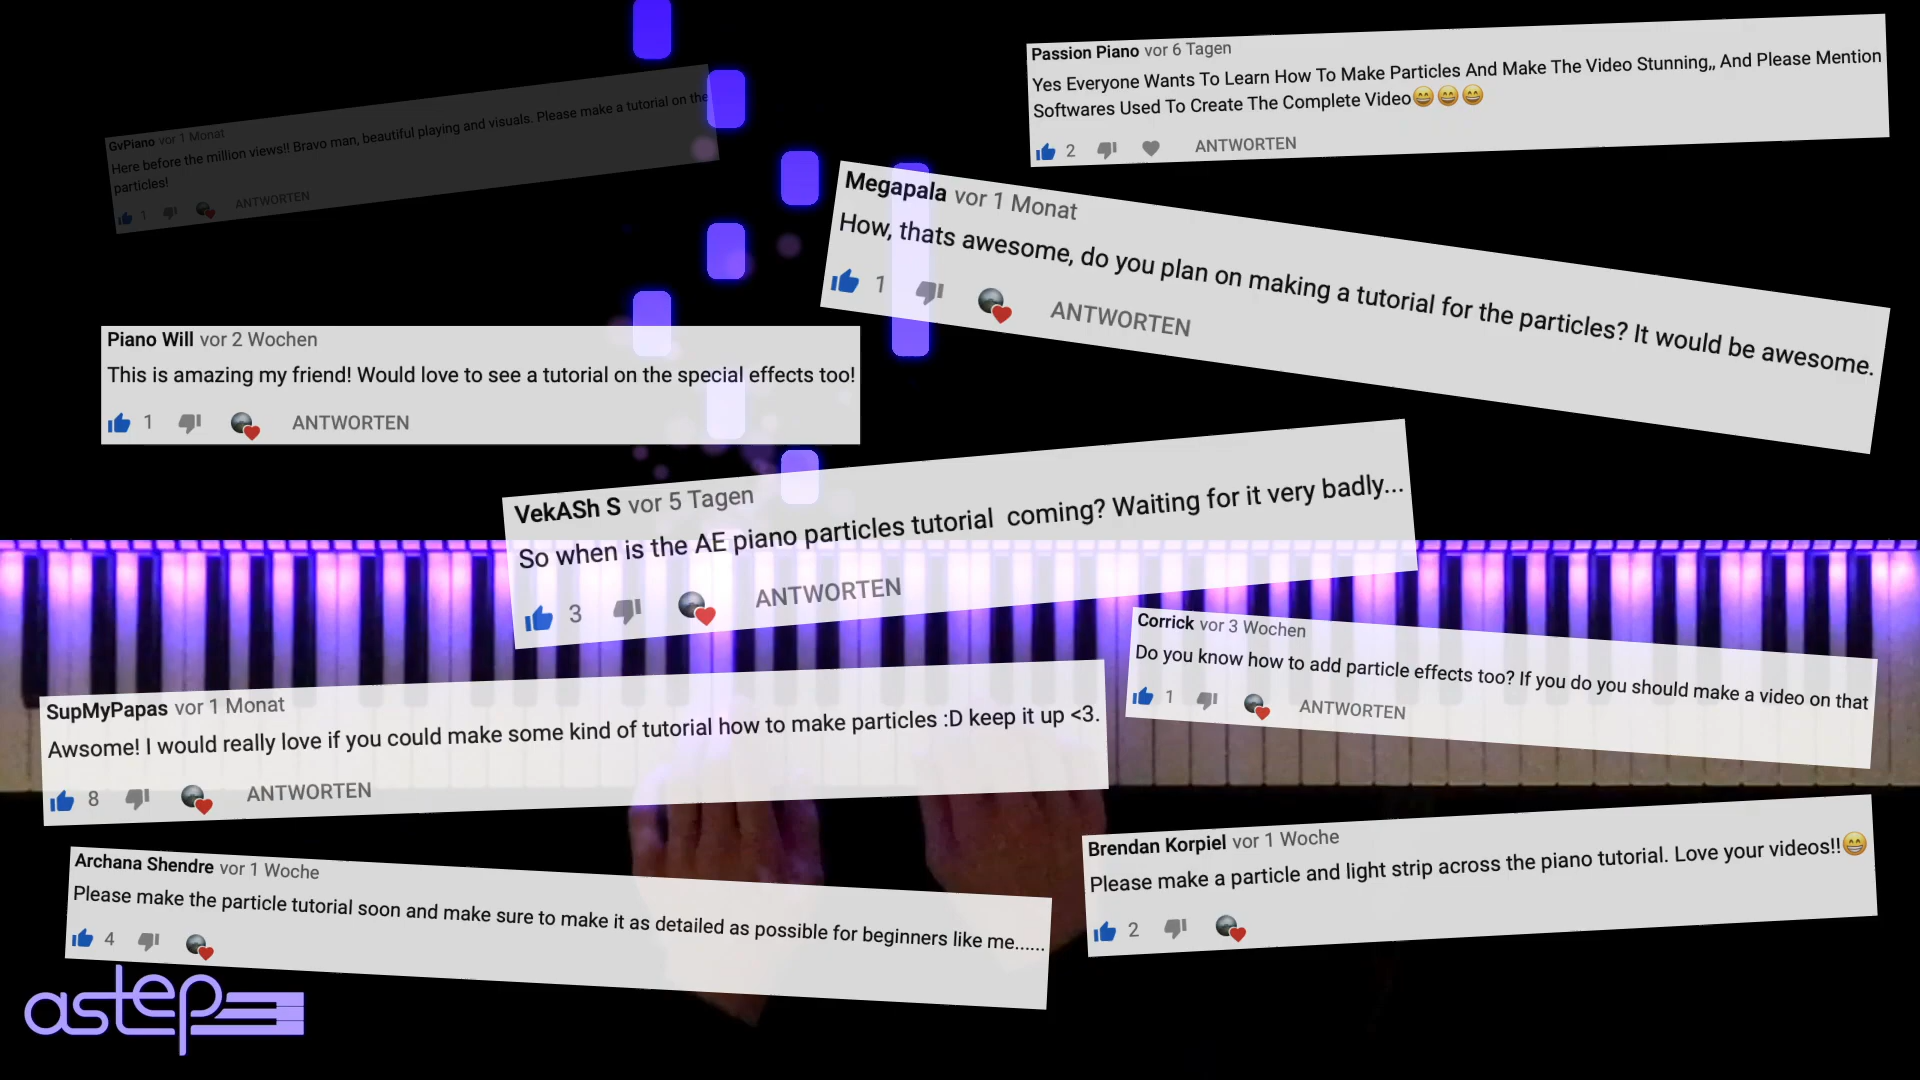 GvPiano vor 1 Monat
Here before the million views!! Bravo man, beautiful playing and visuals. Please make a tutorial on the
particles!
1 ANTWORTEN
Passion Piano vor 6 Tagen
Yes Everyone Wants To Learn How To Make Particles And Make The Video Stunning,, And Please Mention
Softwares Used To Create The Complete Video😄😄😄
2 ANTWORTEN
Megapala vor 1 Monat
How, thats awesome, do you plan on making a tutorial for the particles? It would be awesome.
1 ANTWORTEN
Piano Will vor 2 Wochen
This is amazing my friend! Would love to see a tutorial on the special effects too!
1 ANTWORTEN
VekASh S vor 5 Tagen
So when is the AE piano particles tutorial coming? Waiting for it very badly...
3 ANTWORTEN
Corrick vor 3 Wochen
Do you know how to add particle effects too? If you do you should make a video on that
1 ANTWORTEN
SupMyPapas vor 1 Monat
Awsome! I would really love if you could make some kind of tutorial how to make particles :D keep it up <3.
8 ANTWORTEN
Brendan Korpiel vor 1 Woche
Please make a particle and light strip across the piano tutorial. Love your videos!!😄
2
Archana Shendre vor 1 Woche
Please make the particle tutorial soon and make sure to make it as detailed as possible for beginners like me......
4
astep